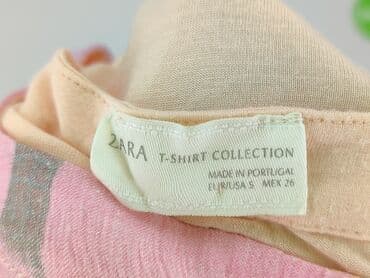 ZARA T-SHIRT COLLECTION
MADE IN PORTUGAL
EUR/USA S MEX 26